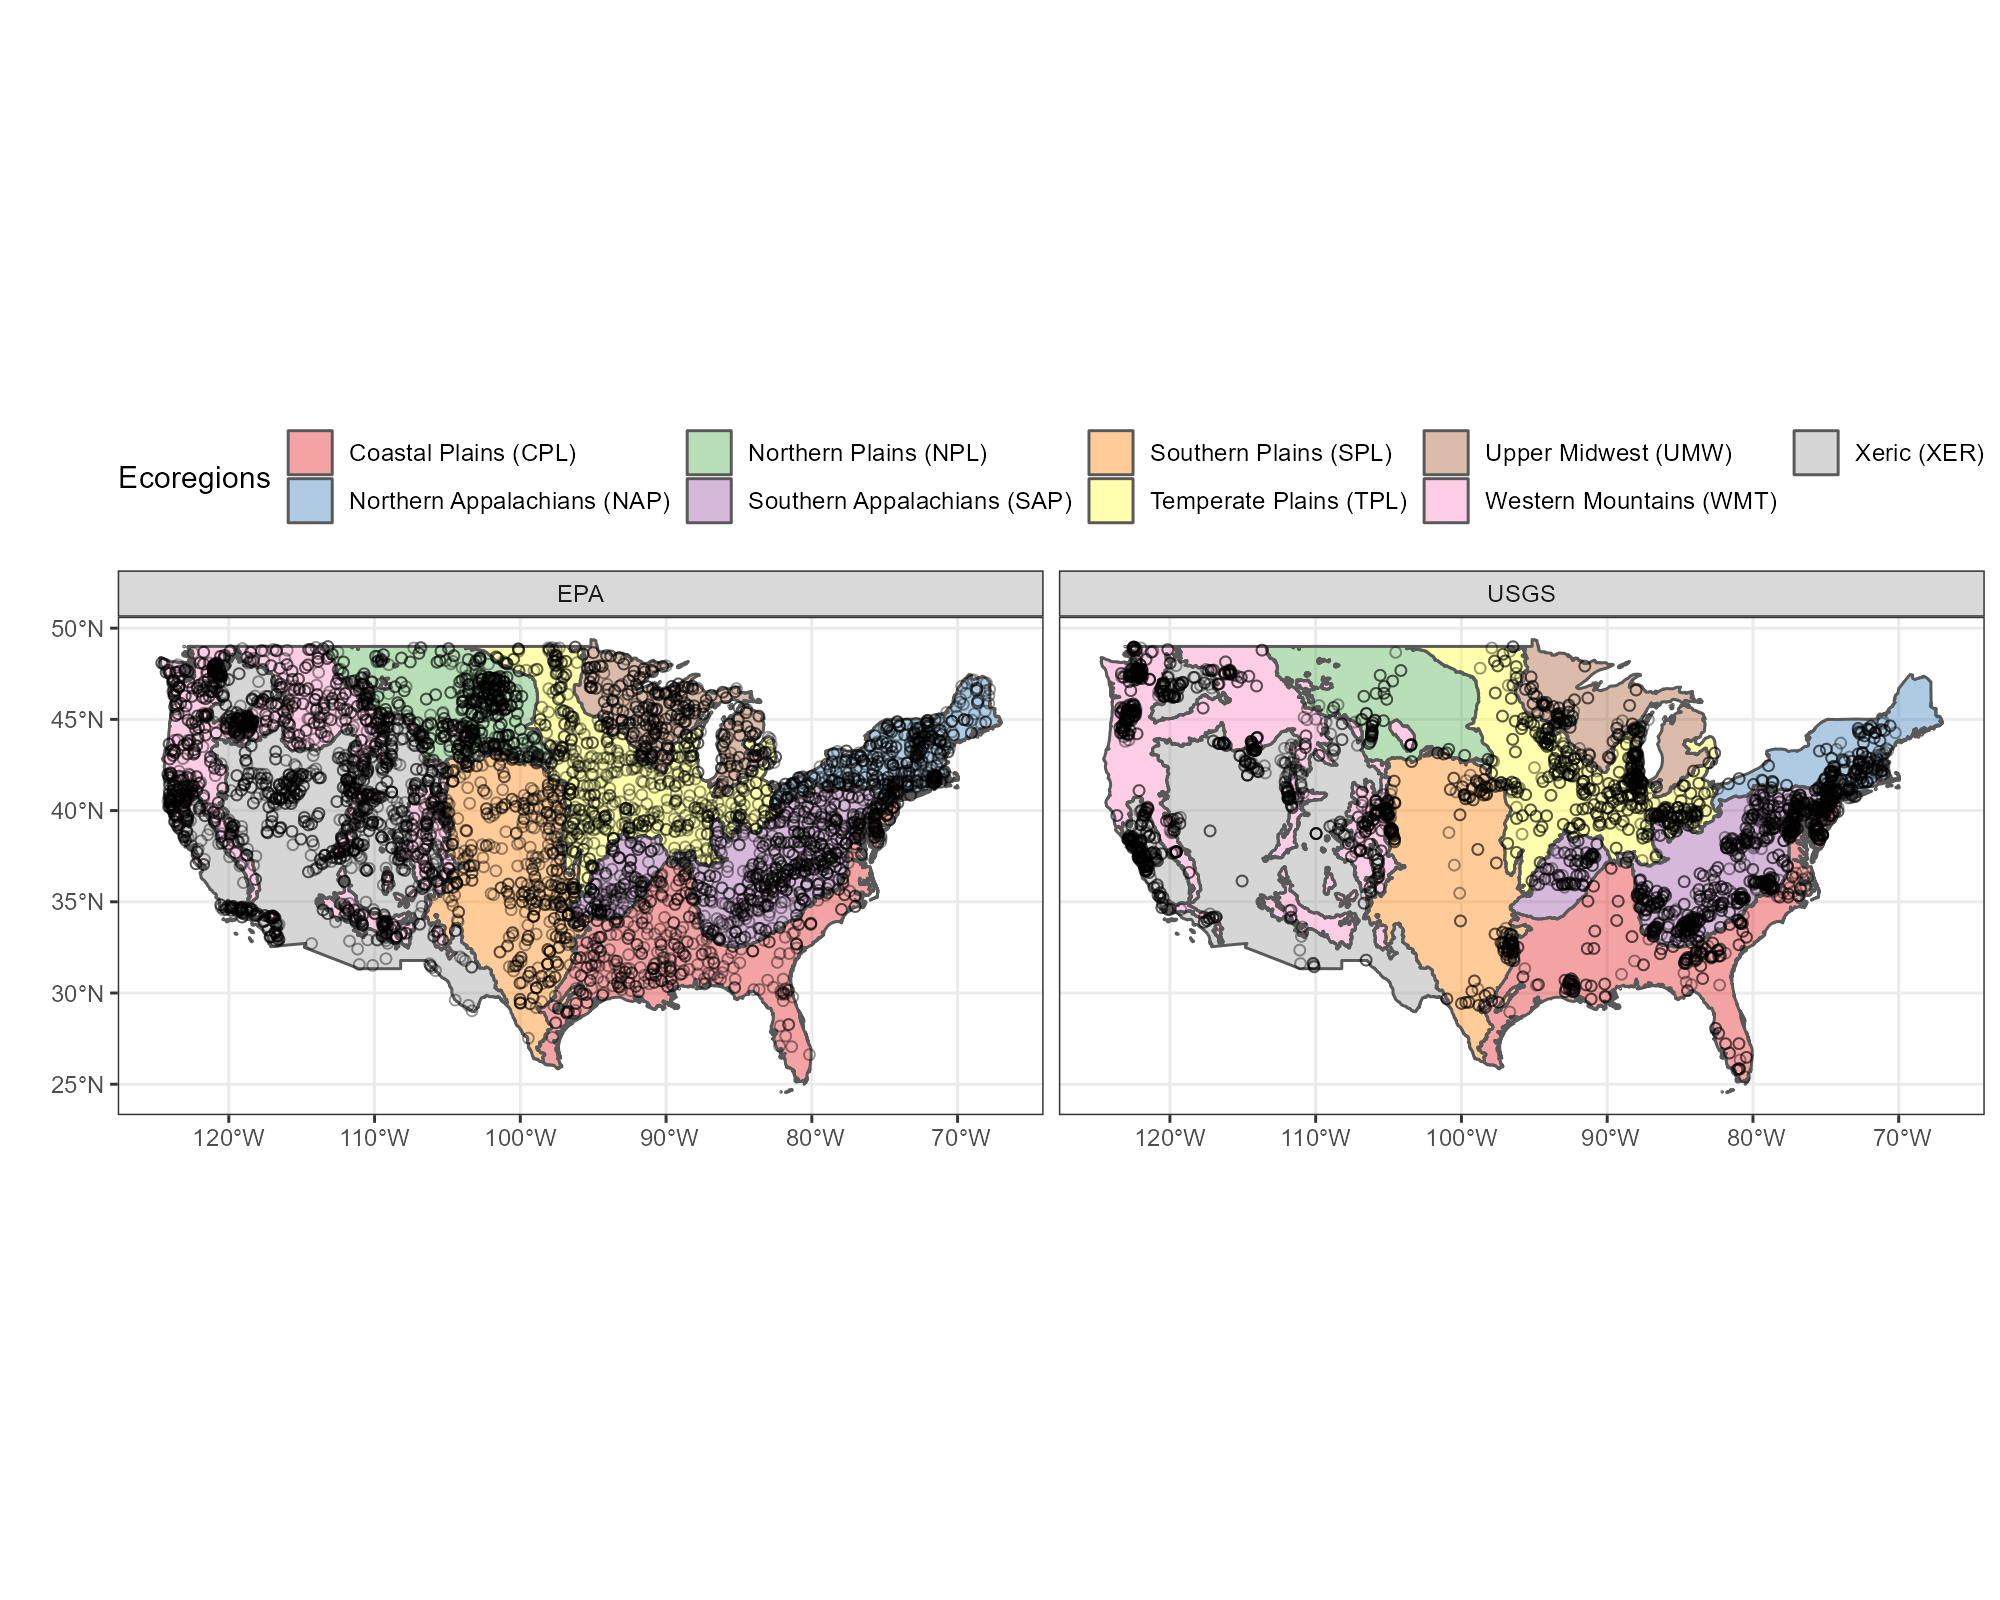 Ecoregions
Coastal Plains (CPL) Northern Plains (NPL) Southern Plains (SPL) Upper Midwest (UMW) Xeric (XER)
Northern Appalachians (NAP) Southern Appalachians (SAP) Temperate Plains (TPL) Western Mountains (WMT)
EPA USGS
50°N
45°N
40°N
35°N
30°N
25°N
120°W 110°W 100°W 90°W 80°W 70°W 120°W 110°W 100°W 90°W 80°W 70°W